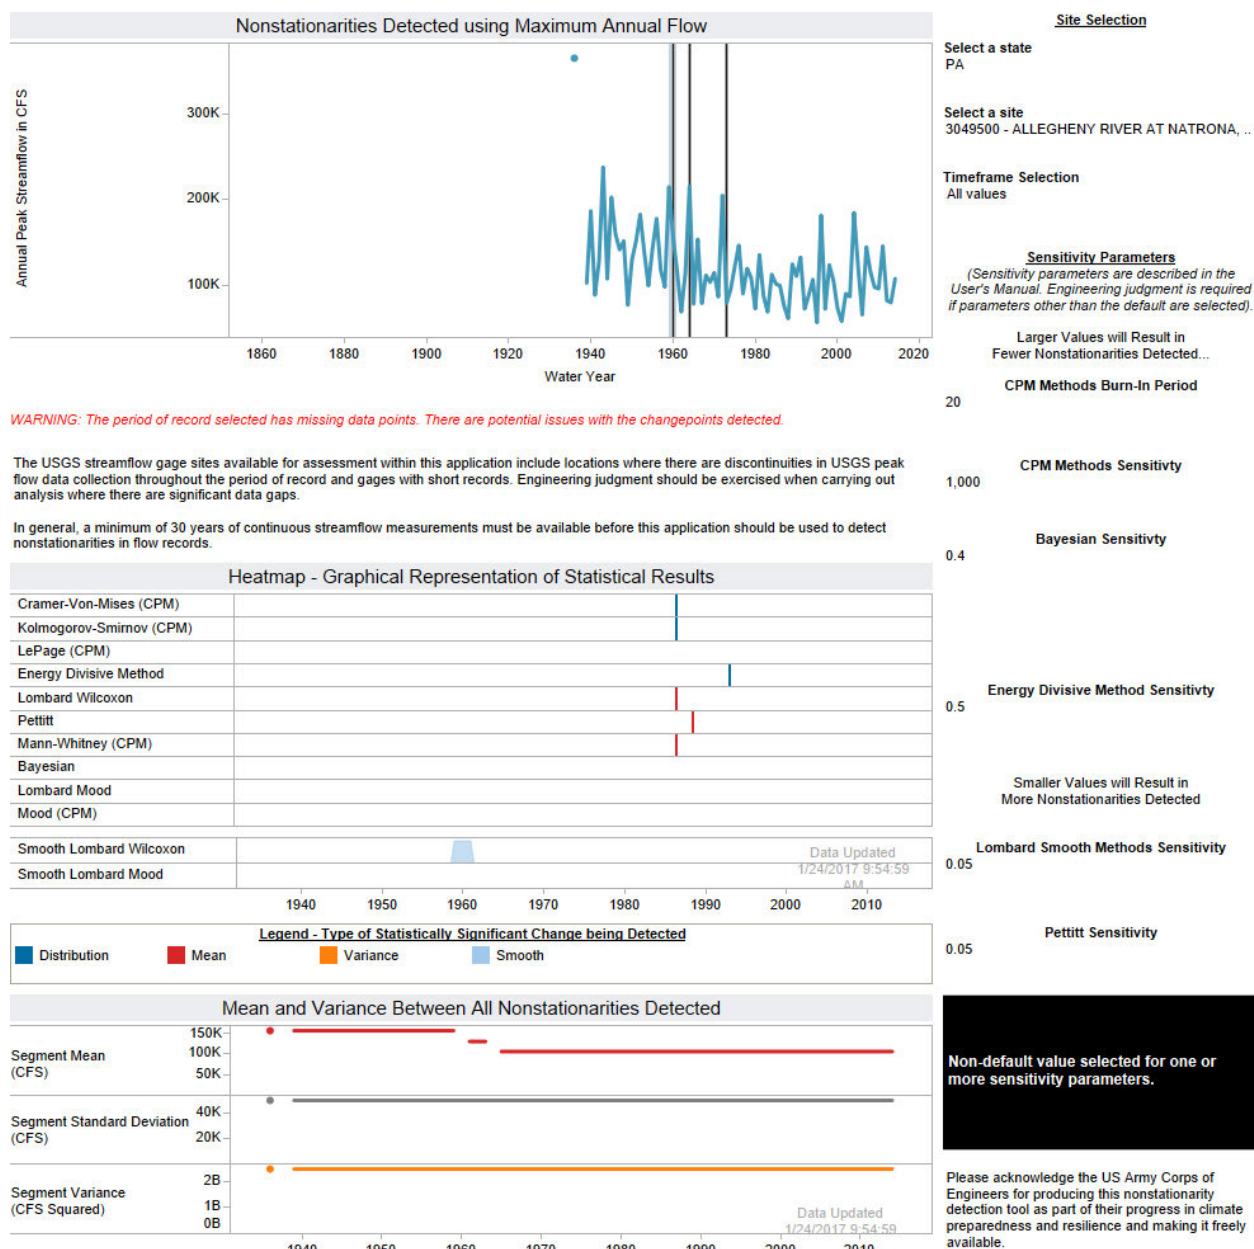 Nonstationarities Detected using Maximum Annual Flow
Annual Peak Streamflow in CFS
300K
200K
100K
1860 1880 1900 1920 1940 1960 1980 2000 2020
Water Year
WARNING: The period of record selected has missing data points. There are potential issues with the changepoints detected.
The USGS streamflow gage sites available for assessment within this application include locations where there are discontinuities in USGS peak
flow data collection throughout the period of record and gages with short records. Engineering judgment should be exercised when carrying out
analysis where there are significant data gaps.
In general, a minimum of 30 years of continuous streamflow measurements must be available before this application should be used to detect
nonstationarities in flow records.
Heatmap - Graphical Representation of Statistical Results
Cramer-Von-Mises (CPM)
Kolmogorov-Smirnov (CPM)
LePage (CPM)
Energy Divisive Method
Lombard Wilcoxon
Pettitt
Mann-Whitney (CPM)
Bayesian
Lombard Mood
Mood (CPM)
Smooth Lombard Wilcoxon
Smooth Lombard Mood
Data Updated
1/24/2017 9:54:59
AM
1940 1950 1960 1970 1980 1990 2000 2010
Legend - Type of Statistically Significant Change being Detected
Distribution Mean Variance Smooth
Mean and Variance Between All Nonstationarities Detected
Segment Mean
(CFS)
150K
100K
50K
Segment Standard Deviation
(CFS)
40K
20K
Segment Variance
(CFS Squared)
2B
1B
0B
Data Updated
1/24/2017 9:54:59
1940 1950 1960 1970 1980 1990 2000 2010
Site Selection
Select a state
PA
Select a site
3049500 - ALLEGHENY RIVER AT NATRONA, ..
Timeframe Selection
All values
Sensitivity Parameters
(Sensitivity parameters are described in the
User's Manual. Engineering judgment is required
if parameters other than the default are selected).
Larger Values will Result in
Fewer Nonstationarities Detected...
CPM Methods Burn-In Period
20
CPM Methods Sensitivty
1,000
Bayesian Sensitivty
0.4
Energy Divisive Method Sensitivty
0.5
Smaller Values will Result in
More Nonstationarities Detected
Lombard Smooth Methods Sensitivity
0.05
Pettitt Sensitivity
0.05
Non-default value selected for one or
more sensitivity parameters.
Please acknowledge the US Army Corps of
Engineers for producing this nonstationarity
detection tool as part of their progress in climate
preparedness and resilience and making it freely
available.